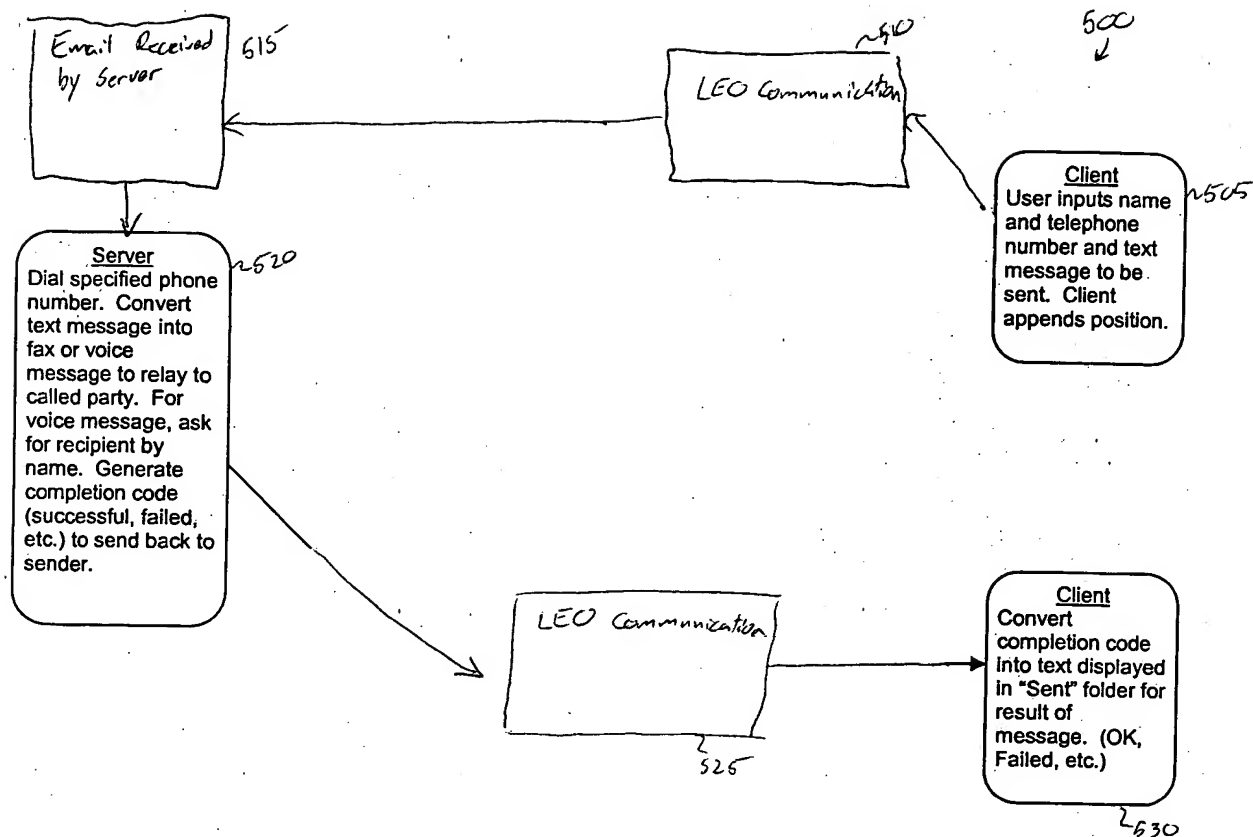 500
Email Received
by Server
515
LEO Communication
~510
Client
User inputs name
and telephone
number and text
message to be
sent. Client
appends position.
~505
Server
Dial specified phone
number. Convert
text message into
fax or voice
message to relay to
called party. For
voice message, ask
for recipient by
name. Generate
completion code
(successful, failed,
etc.) to send back to
sender.
~520
LEO Communication
525
Client
Convert
completion code
into text displayed
in “Sent” folder for
result of
message. (OK,
Failed, etc.)
530